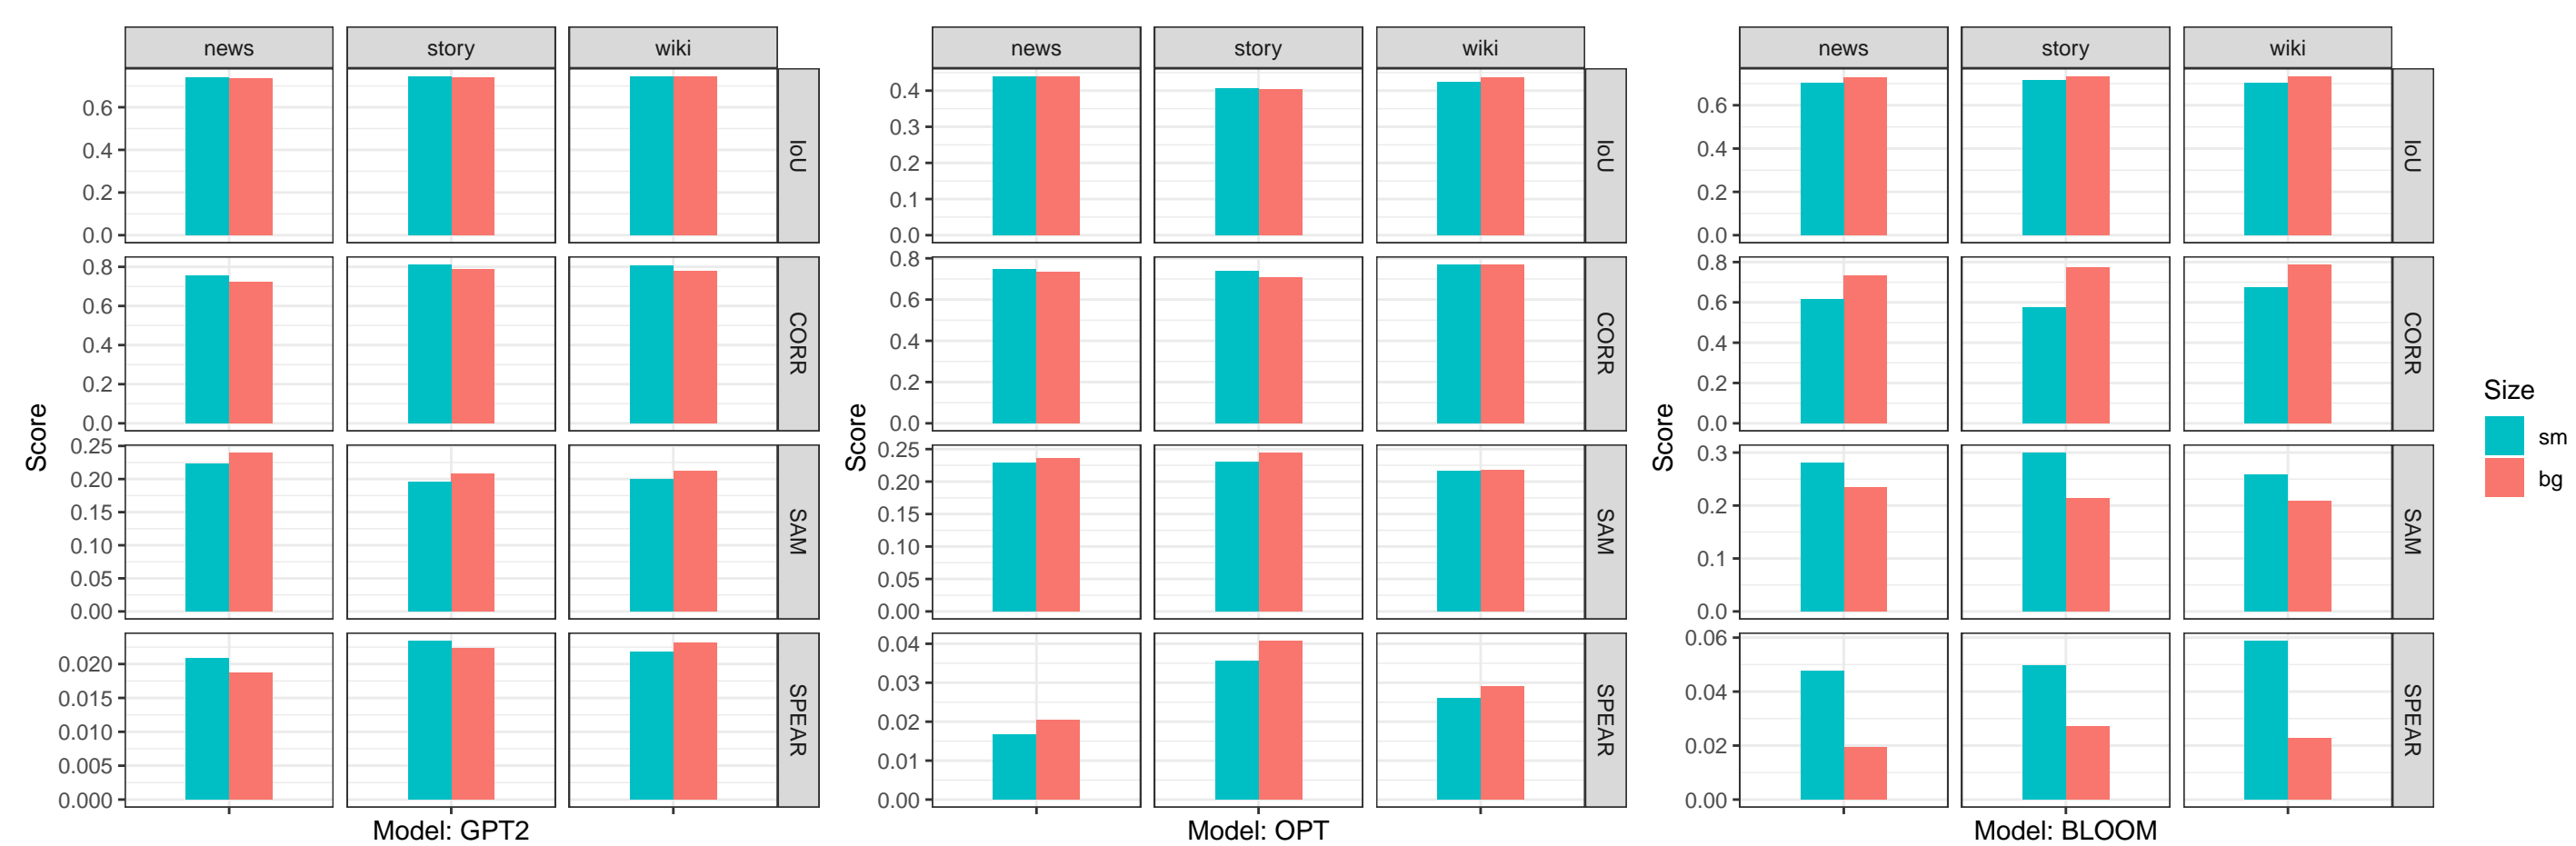 news story wiki
Score
0.6
0.4
0.2
0.0
IoU
0.8
0.6
0.4
0.2
0.0
CORR
0.25
0.20
0.15
0.10
0.05
0.00
SAM
0.020
0.015
0.010
0.005
0.000
SPEAR
Model: GPT2
news story wiki
Score
0.4
0.3
0.2
0.1
0.0
IoU
0.8
0.6
0.4
0.2
0.0
CORR
0.25
0.20
0.15
0.10
0.05
0.00
SAM
0.04
0.03
0.02
0.01
0.00
SPEAR
Model: OPT
news story wiki
Score
0.6
0.4
0.2
0.0
IoU
0.8
0.6
0.4
0.2
0.0
CORR
0.3
0.2
0.1
0.0
SAM
0.06
0.04
0.02
0.00
SPEAR
Model: BLOOM
Size
sm
bg